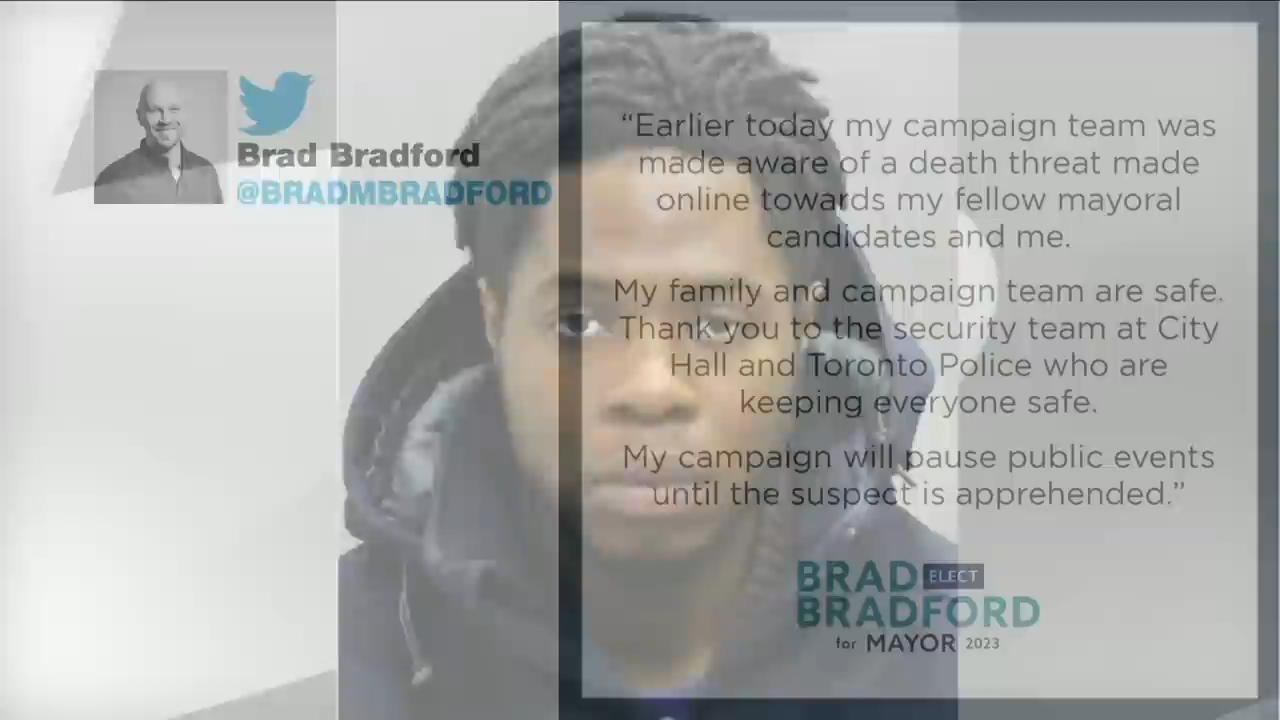 Brad Bradford
@BRADMBRADFORD
“Earlier today my campaign team was
made aware of a death threat made
online towards my fellow mayoral
candidates and me.
My family and campaign team are safe.
Thank you to the security team at City
Hall and Toronto Police who are
keeping everyone safe.
My campaign will pause public events
until the suspect is apprehended.”
BRAD ELECT
BRADFORD
for MAYOR 2023